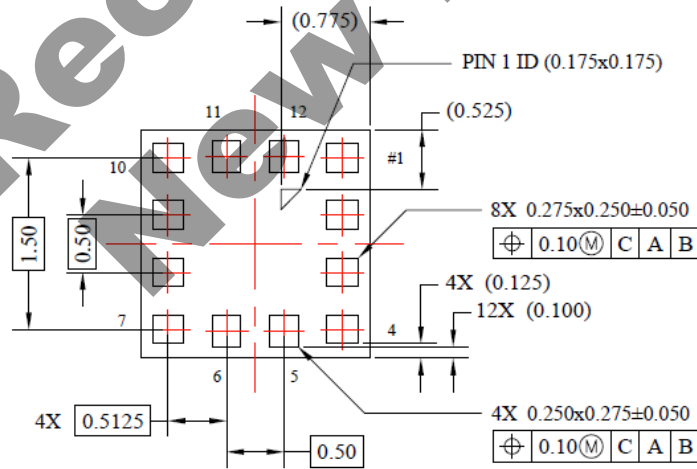 (0.775)
PIN 1 ID (0.175x0.175)
(0.525)
11
12
10
#1
8X 0.275x0.250±0.050
⌖ 0.10Ⓜ C A B
1.50
0.50
4X (0.125)
12X (0.100)
7
4
6
5
4X 0.5125
0.50
4X 0.250x0.275±0.050
⌖ 0.10Ⓜ C A B
New